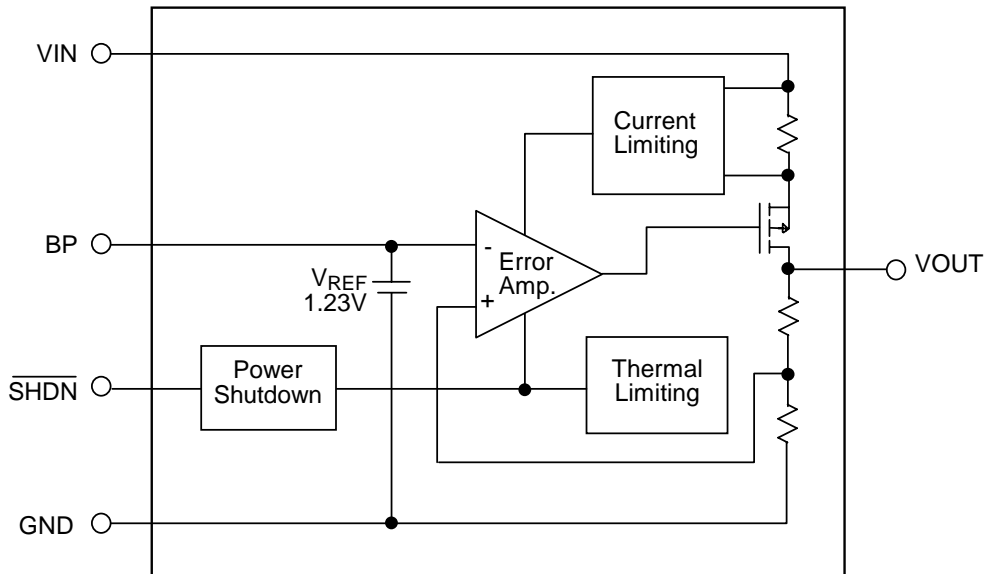 VIN
Current
Limiting
BP
-
Error
Amp.
+
VREF
1.23V
VOUT
SHDN
Power
Shutdown
Thermal
Limiting
GND